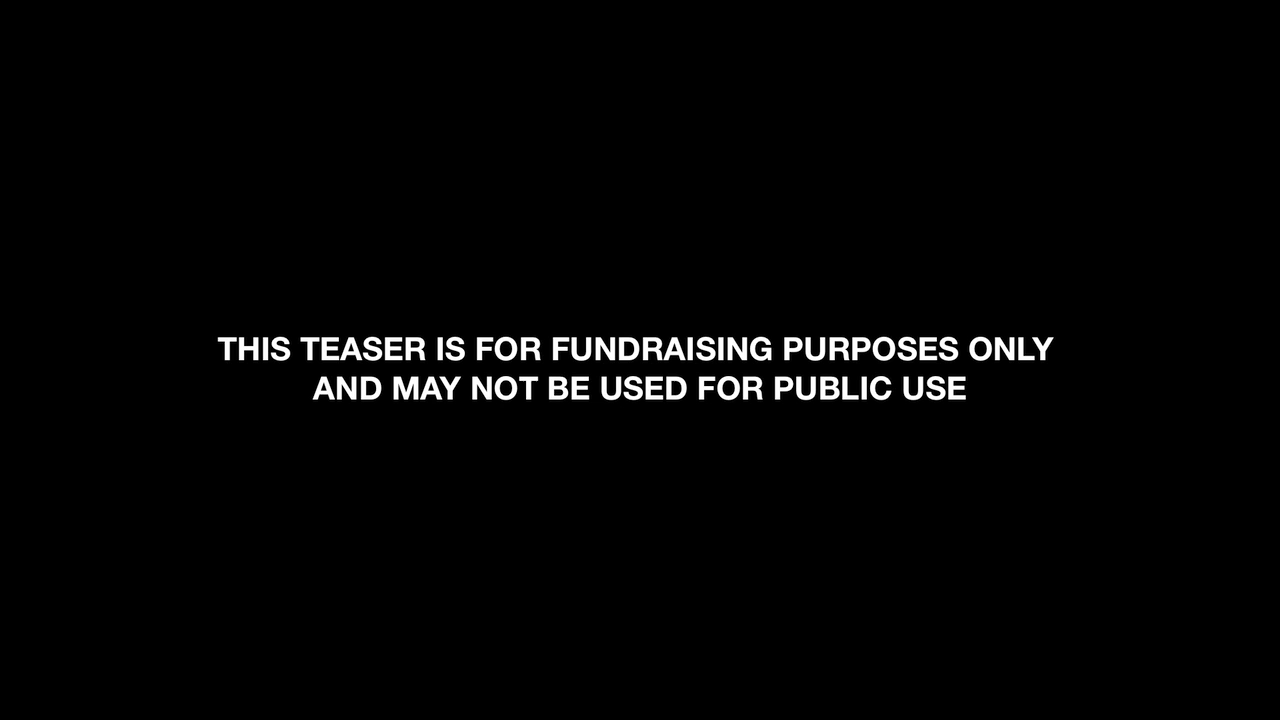 THIS TEASER IS FOR FUNDRAISING PURPOSES ONLY
AND MAY NOT BE USED FOR PUBLIC USE